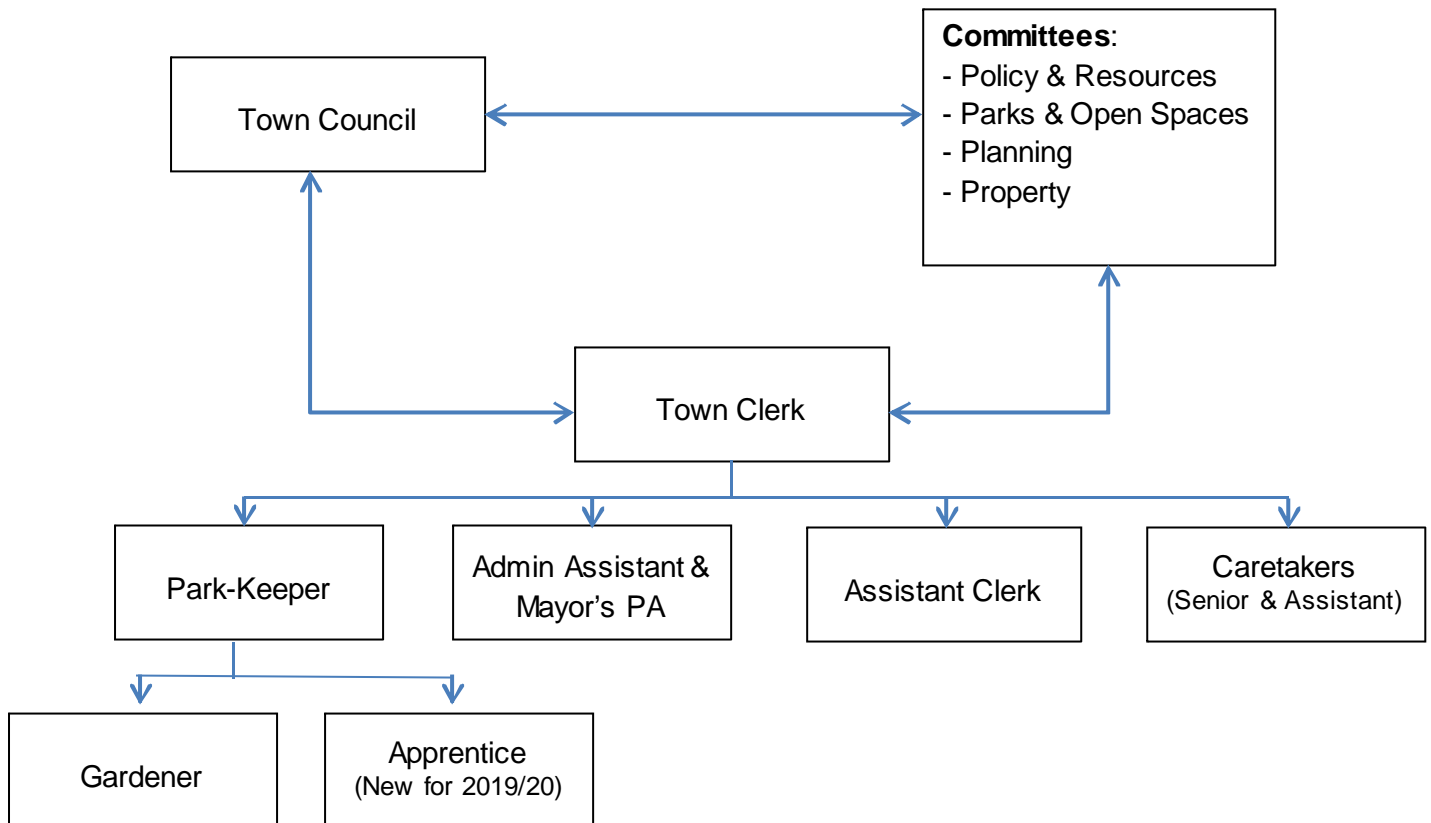 Town Council
Committees:
- Policy & Resources
- Parks & Open Spaces
- Planning
- Property
Town Clerk
Park-Keeper
Admin Assistant &
Mayor's PA
Assistant Clerk
Caretakers
(Senior & Assistant)
Gardener
Apprentice
(New for 2019/20)